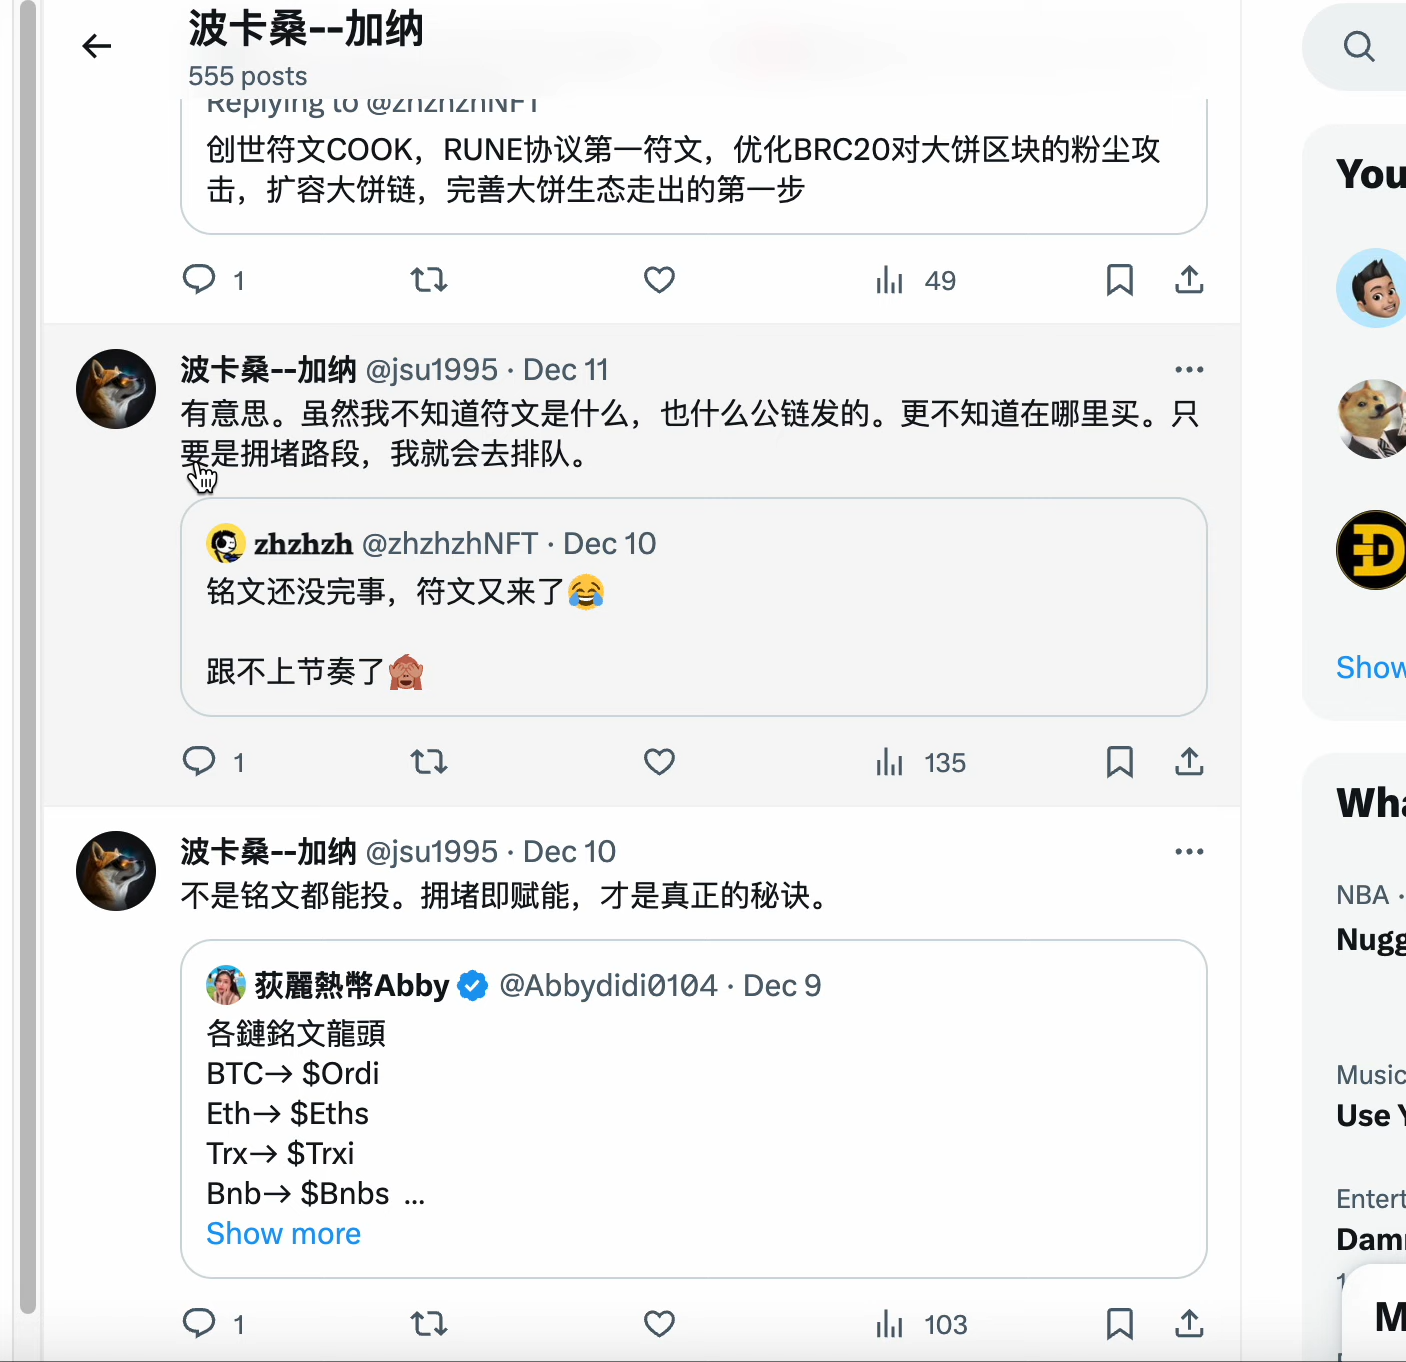 波卡桑--加纳
555 posts
Replying to @zhzhzhNFT
创世符文COOK，RUNE协议第一符文，优化BRC20对大饼区块的粉尘攻
击，扩容大饼链，完善大饼生态走出的第一步
1
49
波卡桑--加纳 @jsu1995 · Dec 11
有意思。虽然我不知道符文是什么，也什么公链发的。更不知道在哪里买。只
要是拥堵路段，我就会去排队。
zhzhzh @zhzhzhNFT · Dec 10
铭文还没完事，符文又来了😂
跟不上节奏了🙈
1
135
波卡桑--加纳 @jsu1995 · Dec 10
不是铭文都能投。拥堵即赋能，才是真正的秘诀。
荻麗熱幣Abby @Abbydidi0104 · Dec 9
各鏈銘文龍頭
BTC→ $Ordi
Eth→ $Eths
Trx→ $Trxi
Bnb→ $Bnbs ...
Show more
1
103
You
Show
Wha
NBA ·
Nugg
Music
Use Y
Entert
Dam
M